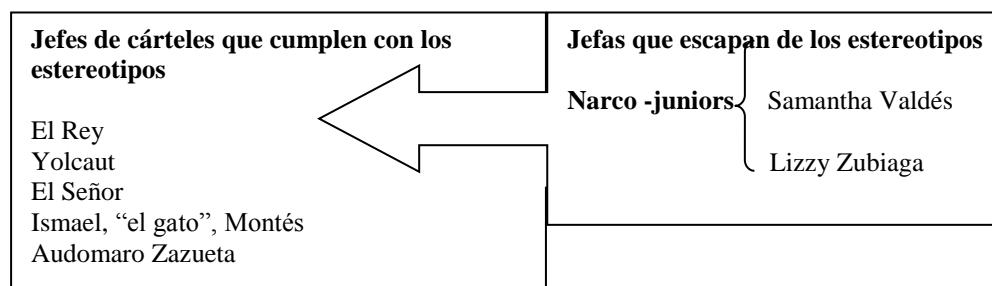 Jefes de cárteles que cumplen con los
estereotipos
El Rey
Yolcaut
El Señor
Ismael, “el gato”, Montés
Audomaro Zazueta
Jefas que escapan de los estereotipos
Narco -juniors
Samantha Valdés
Lizzy Zubiaga